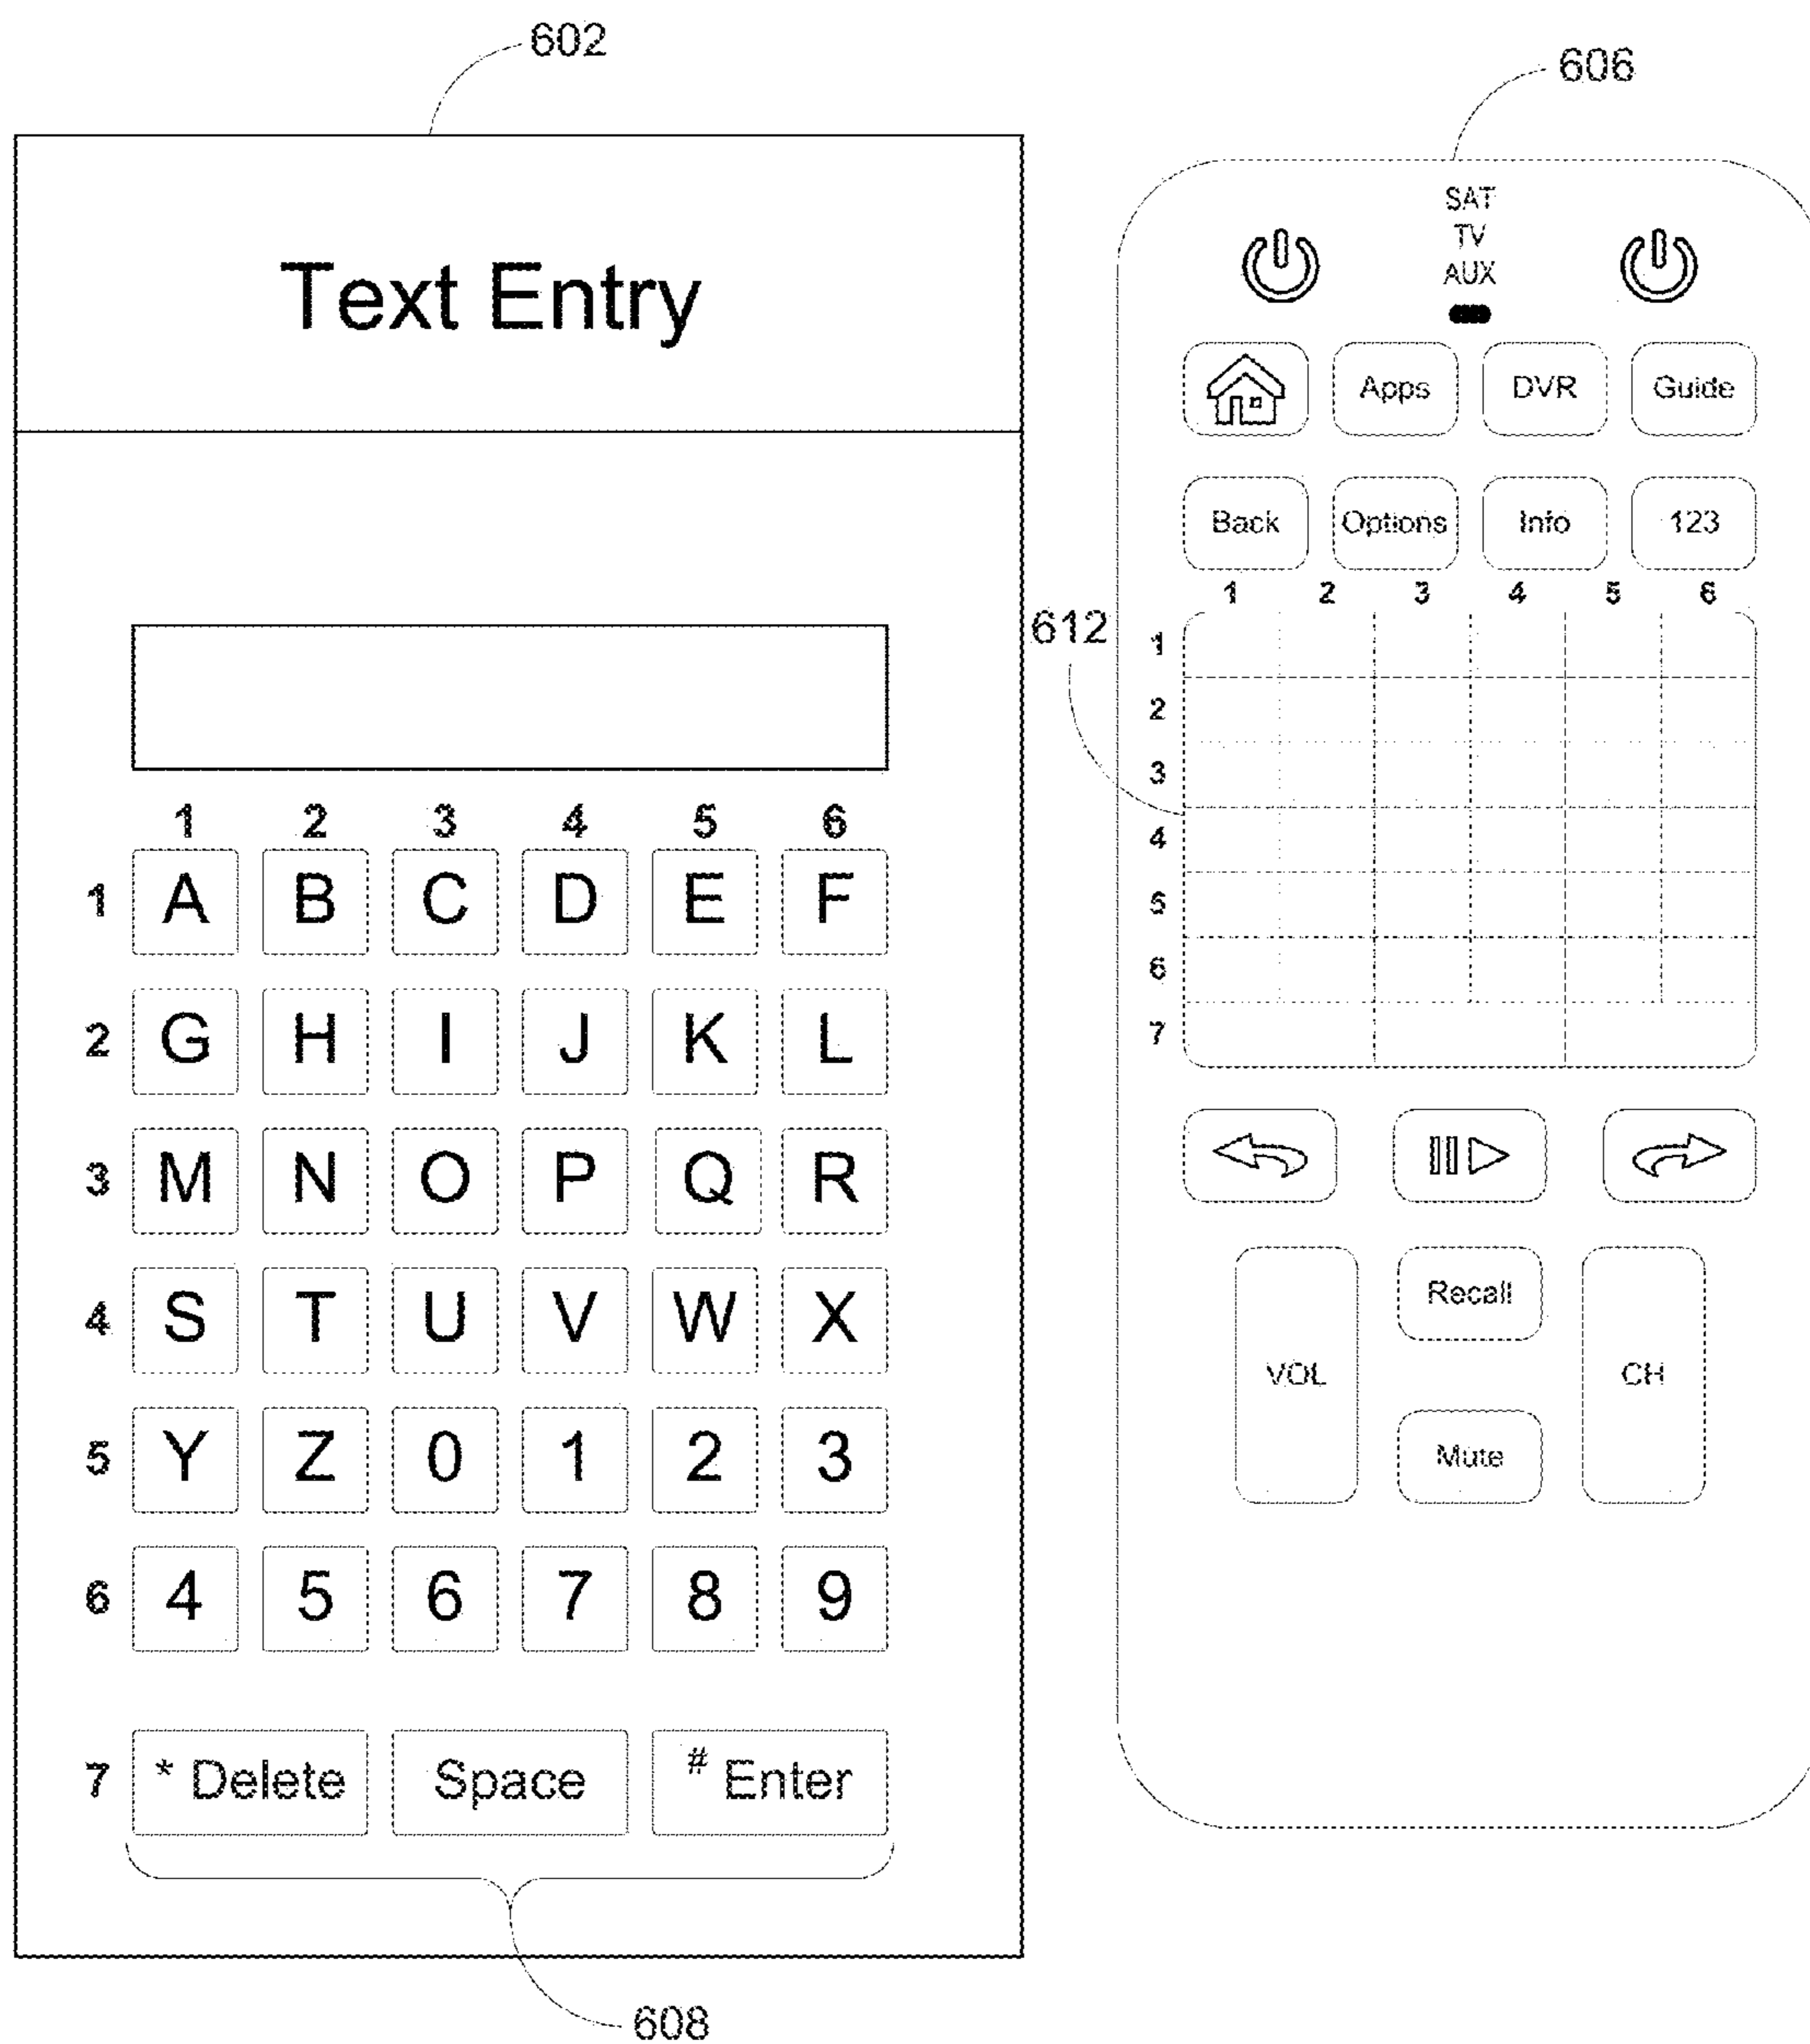 602
Text Entry
1 2 3 4 5 6
1 A B C D E F
2 G H I J K L
3 M N O P Q R
4 S T U V W X
5 Y Z 0 1 2 3
6 4 5 6 7 8 9
7 * Delete Space # Enter
608
606
SAT
TV
AUX
Apps DVR Guide
Back Options Info 123
1 2 3 4 5 6
612
1
2
3
4
5
6
7
Recall
VOL CH
Mute